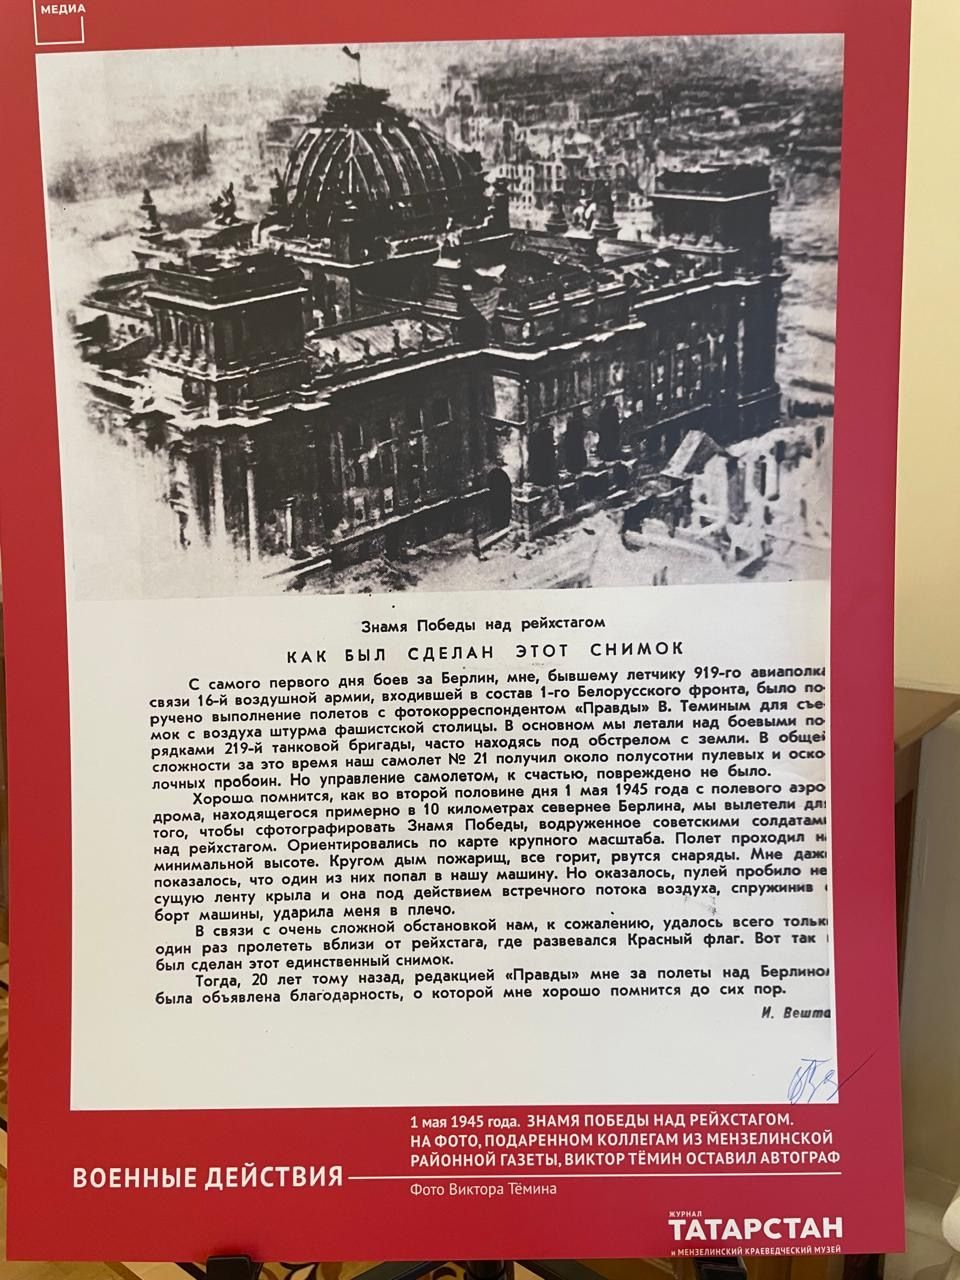 МЕДИА
Знамя Победы над рейхстагом
КАК БЫЛ СДЕЛАН ЭТОТ СНИМОК
С самого первого дня боев за Берлин, мне, бывшему летчику 919-го авиаполка
связи 16-й воздушной армии, входившей в состав 1-го Белорусского фронта, было по-
ручено выполнение полетов с фотокорреспондентом «Правды» В. Теминым для съе-
мок с воздуха штурма фашистской столицы. В основном мы летали над боевыми по-
рядками 219-й танковой бригады, часто находясь под обстрелом с земли. В общей
сложности за это время наш самолет № 21 получил около полусотни пулевых и оско-
лочных пробоин. Но управление самолетом, к счастью, повреждено не было.
Хорошо помнится, как во второй половине дня 1 мая 1945 года с полевого аэро-
дрома, находящегося примерно в 10 километрах севернее Берлина, мы вылетели для
того, чтобы сфотографировать Знамя Победы, водруженное советскими солдатами
над рейхстагом. Ориентировались по карте крупного масштаба. Полет проходил н
минимальной высоте. Кругом дым пожарищ, все горит, рвутся снаряды. Мне даж
показалось, что один из них попал в нашу машину. Но оказалось, пулей пробило не-
сущую ленту крыла и она под действием встречного потока воздуха, спружинив
борт машины, ударила меня в плечо.
В связи с очень сложной обстановкой нам, к сожалению, удалось всего тольк
один раз пролететь вблизи от рейхстага, где развевался Красный флаг. Вот так
был сделан этот единственный снимок.
Тогда, 20 лет тому назад, редакцией «Правды» мне за полеты над Берлином
была объявлена благодарность, о которой мне хорошо помнится до сих пор.
И. Вешта
1 мая 1945 года. ЗНАМЯ ПОБЕДЫ НАД РЕЙХСТАГОМ.
НА ФОТО, ПОДАРЕННОМ КОЛЛЕГАМ ИЗ МЕНЗЕЛИНСКОЙ
РАЙОННОЙ ГАЗЕТЫ, ВИКТОР ТЁМИН ОСТАВИЛ АВТОГРАФ
ВОЕННЫЕ ДЕЙСТВИЯ
Фото Виктора Тёмина
ЖУРНАЛ
ТАТАРСТАН
и МЕНЗЕЛИНСКИЙ КРАЕВЕДЧЕСКИЙ МУЗЕЙ